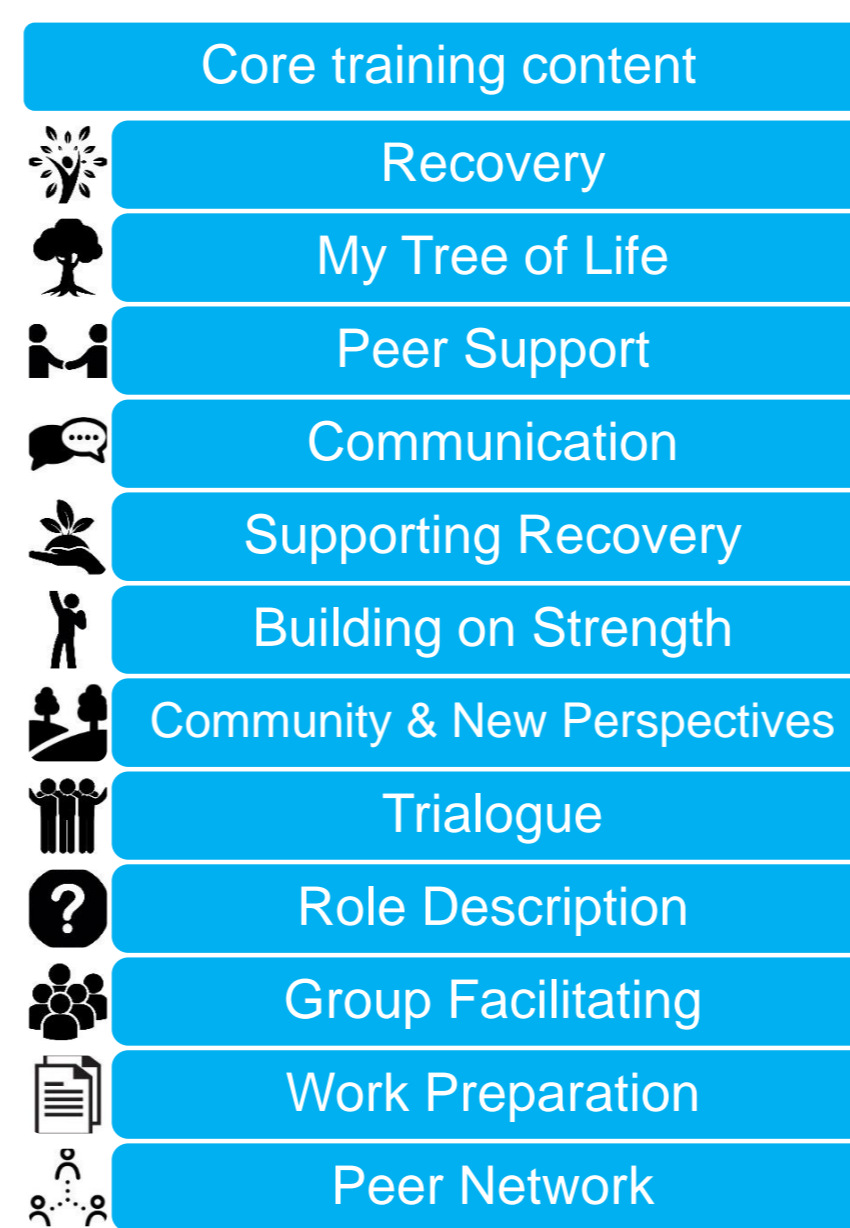 Core training content
Recovery
My Tree of Life
Peer Support
Communication
Supporting Recovery
Building on Strength
Community & New Perspectives
Trialogue
?
Role Description
Group Facilitating
Work Preparation
Peer Network